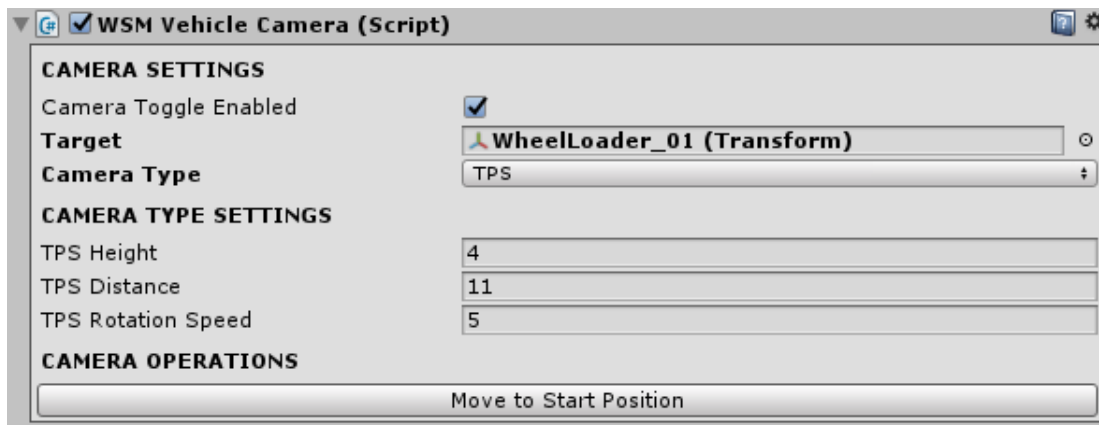 WSM Vehicle Camera (Script)
CAMERA SETTINGS
Camera Toggle Enabled
Target WheelLoader_01 (Transform)
Camera Type TPS
CAMERA TYPE SETTINGS
TPS Height 4
TPS Distance 11
TPS Rotation Speed 5
CAMERA OPERATIONS
Move to Start Position